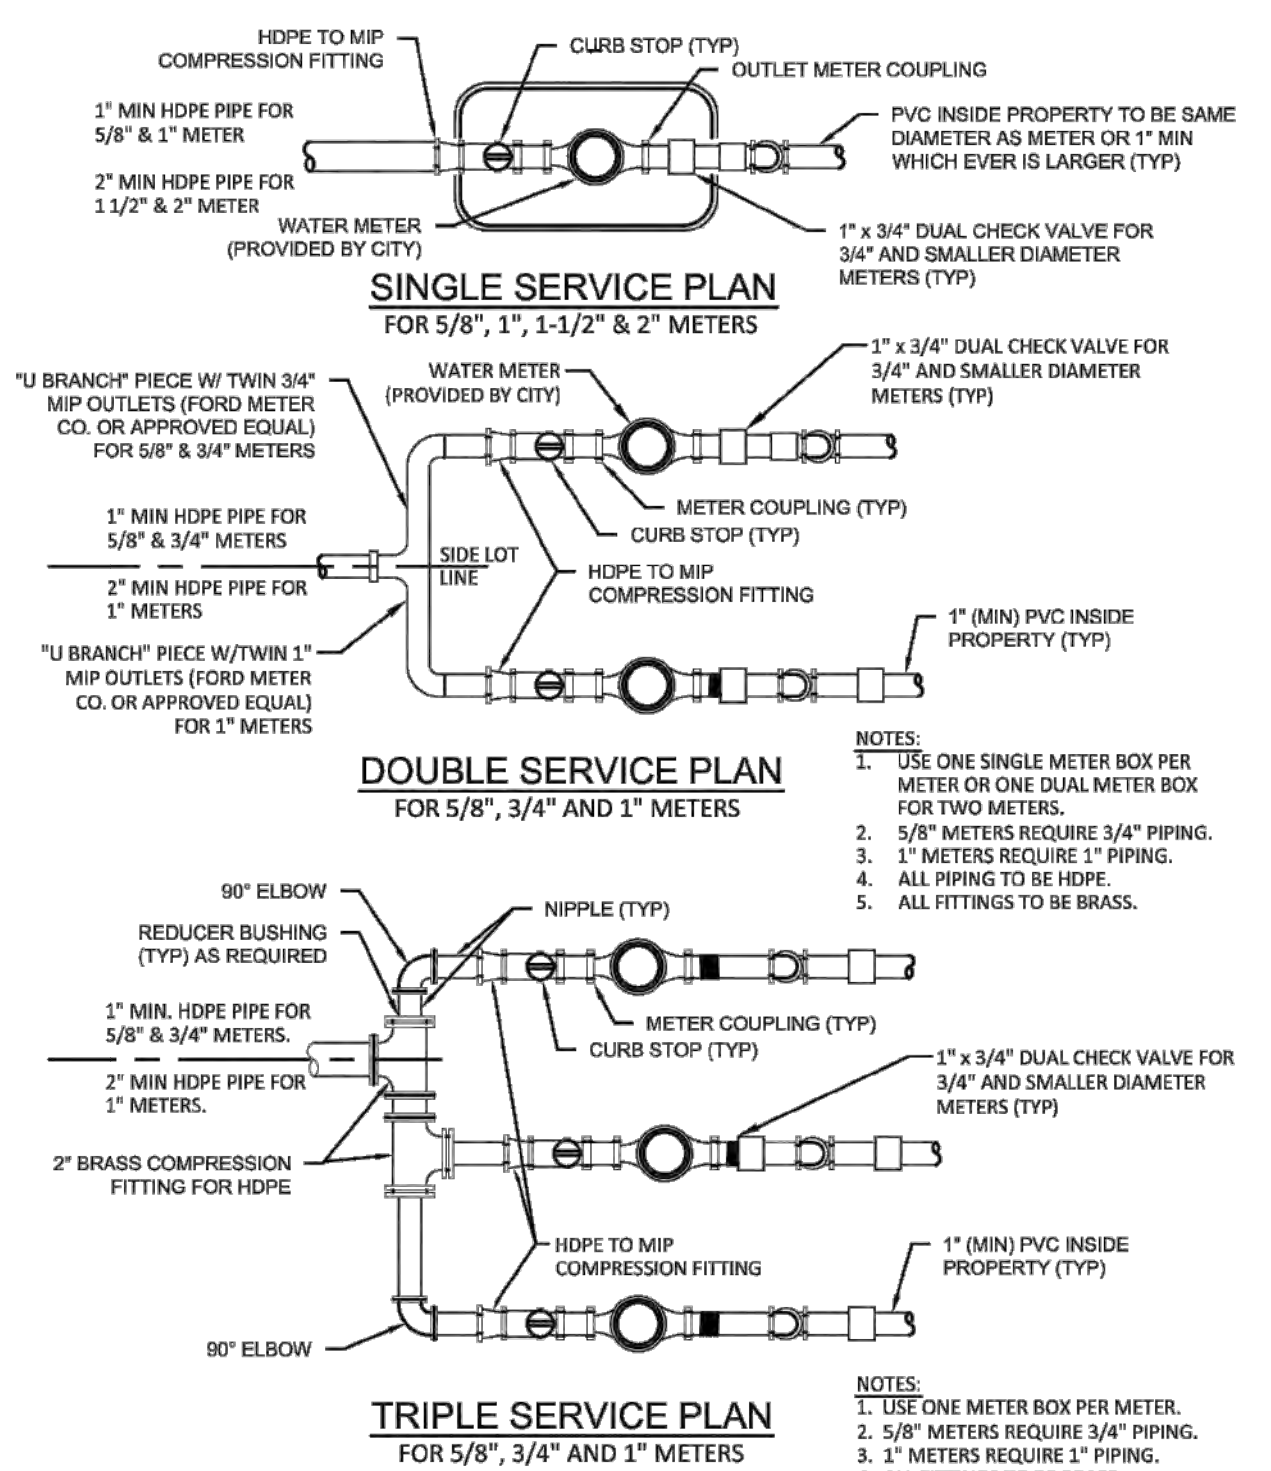 HDPE TO MIP
COMPRESSION FITTING
CURB STOP (TYP)
OUTLET METER COUPLING
1" MIN HDPE PIPE FOR
5/8" & 1" METER
PVC INSIDE PROPERTY TO BE SAME
DIAMETER AS METER OR 1" MIN
WHICH EVER IS LARGER (TYP)
2" MIN HDPE PIPE FOR
1 1/2" & 2" METER
WATER METER
(PROVIDED BY CITY)
1" x 3/4" DUAL CHECK VALVE FOR
3/4" AND SMALLER DIAMETER
METERS (TYP)
SINGLE SERVICE PLAN
FOR 5/8", 1", 1-1/2" & 2" METERS
1" x 3/4" DUAL CHECK VALVE FOR
3/4" AND SMALLER DIAMETER
METERS (TYP)
WATER METER
(PROVIDED BY CITY)
"U BRANCH" PIECE W/ TWIN 3/4"
MIP OUTLETS (FORD METER
CO. OR APPROVED EQUAL)
FOR 5/8" & 3/4" METERS
METER COUPLING (TYP)
CURB STOP (TYP)
1" MIN HDPE PIPE FOR
5/8" & 3/4" METERS
SIDE LOT
LINE
2" MIN HDPE PIPE FOR
1" METERS
HDPE TO MIP
COMPRESSION FITTING
1" (MIN) PVC INSIDE
PROPERTY (TYP)
"U BRANCH" PIECE W/TWIN 1"
MIP OUTLETS (FORD METER
CO. OR APPROVED EQUAL)
FOR 1" METERS
DOUBLE SERVICE PLAN
FOR 5/8", 3/4" AND 1" METERS
NOTES:
1. USE ONE SINGLE METER BOX PER
METER OR ONE DUAL METER BOX
FOR TWO METERS.
2. 5/8" METERS REQUIRE 3/4" PIPING.
3. 1" METERS REQUIRE 1" PIPING.
4. ALL PIPING TO BE HDPE.
5. ALL FITTINGS TO BE BRASS.
90° ELBOW
NIPPLE (TYP)
REDUCER BUSHING
(TYP) AS REQUIRED
1" MIN. HDPE PIPE FOR
5/8" & 3/4" METERS.
METER COUPLING (TYP)
CURB STOP (TYP)
2" MIN HDPE PIPE FOR
1" METERS.
1" x 3/4" DUAL CHECK VALVE FOR
3/4" AND SMALLER DIAMETER
METERS (TYP)
2" BRASS COMPRESSION
FITTING FOR HDPE
HDPE TO MIP
COMPRESSION FITTING
1" (MIN) PVC INSIDE
PROPERTY (TYP)
90° ELBOW
TRIPLE SERVICE PLAN
FOR 5/8", 3/4" AND 1" METERS
NOTES:
1. USE ONE METER BOX PER METER.
2. 5/8" METERS REQUIRE 3/4" PIPING.
3. 1" METERS REQUIRE 1" PIPING.